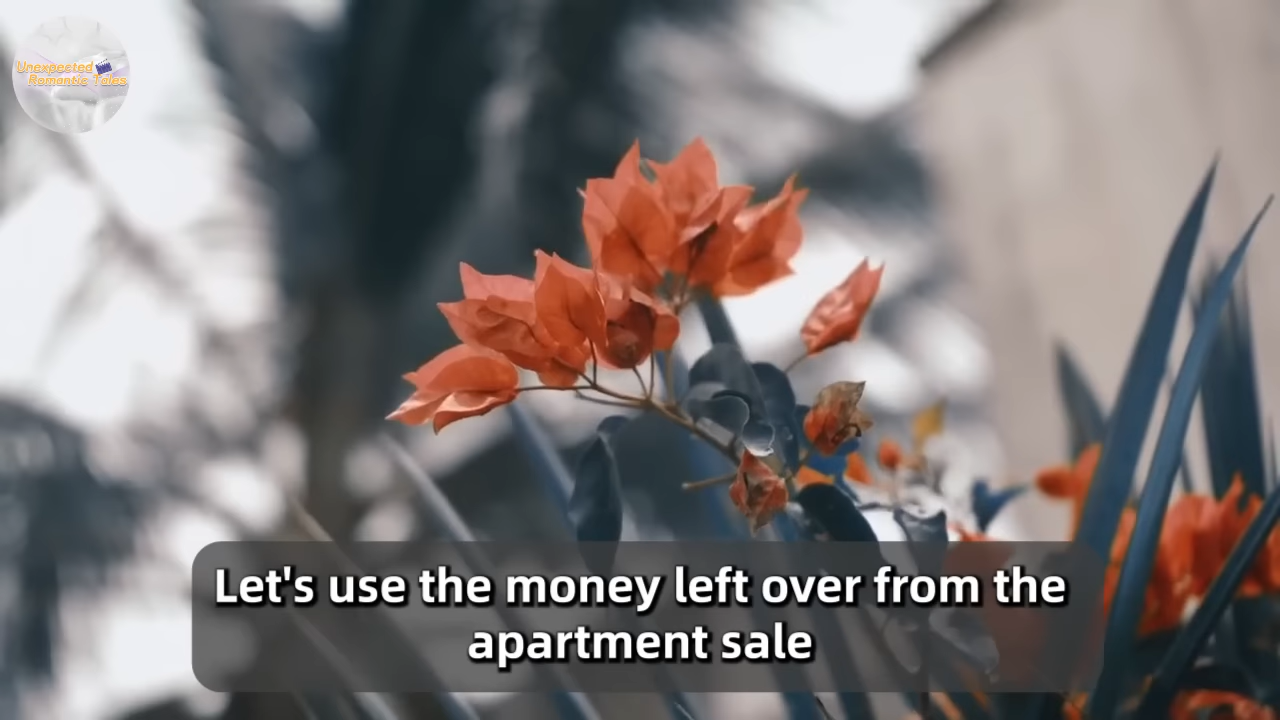 Unexpected
Romantic Tales
Let's use the money left over from the
apartment sale